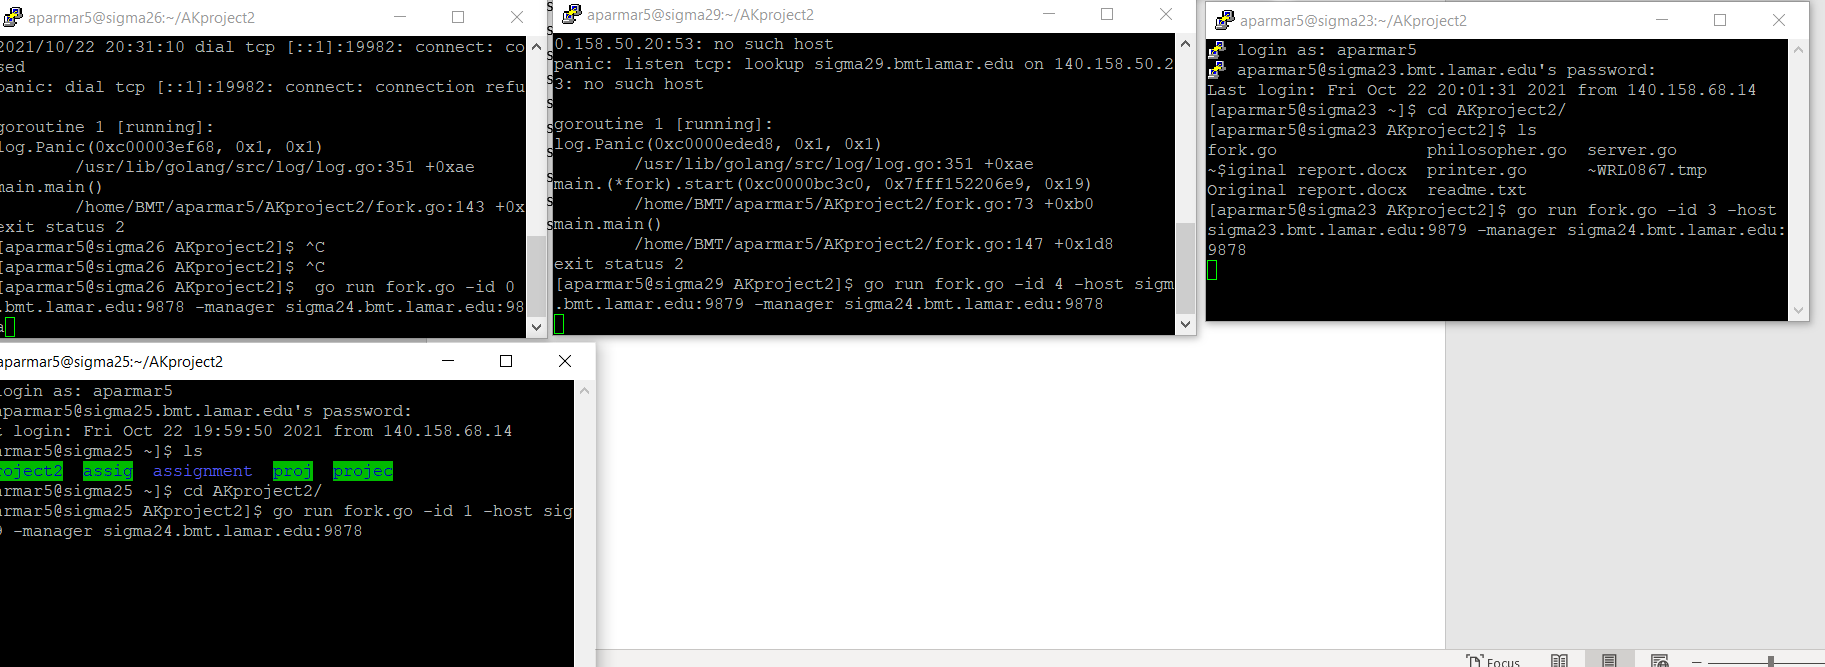 aparmar5@sigma26:~/AKproject2
2021/10/22 20:31:10 dial tcp [::1]:19982: connect: co
sed
panic: dial tcp [::1]:19982: connect: connection refu
goroutine 1 [running]:
log.Panic(0xc00003ef68, 0x1, 0x1)
/usr/lib/golang/src/log/log.go:351 +0xae
main.main()
/home/BMT/aparmar5/AKproject2/fork.go:143 +0x
exit status 2
[aparmar5@sigma26 AKproject2]$ ^C
[aparmar5@sigma26 AKproject2]$ ^C
[aparmar5@sigma26 AKproject2]$  go run fork.go -id 0
.bmt.lamar.edu:9878 -manager sigma24.bmt.lamar.edu:98
a
aparmar5@sigma29:~/AKproject2
0.158.50.20:53: no such host
panic: listen tcp: lookup sigma29.bmtlamar.edu on 140.158.50.2
3: no such host
goroutine 1 [running]:
log.Panic(0xc0000eded8, 0x1, 0x1)
/usr/lib/golang/src/log/log.go:351 +0xae
main.(*fork).start(0xc0000bc3c0, 0x7fff152206e9, 0x19)
/home/BMT/aparmar5/AKproject2/fork.go:73 +0xb0
main.main()
/home/BMT/aparmar5/AKproject2/fork.go:147 +0x1d8
exit status 2
[aparmar5@sigma29 AKproject2]$ go run fork.go -id 4 -host sigm
.bmt.lamar.edu:9879 -manager sigma24.bmt.lamar.edu:9878
aparmar5@sigma23:~/AKproject2
login as: aparmar5
aparmar5@sigma23.bmt.lamar.edu's password:
Last login: Fri Oct 22 20:01:31 2021 from 140.158.68.14
[aparmar5@sigma23 ~]$ cd AKproject2/
[aparmar5@sigma23 AKproject2]$ ls
fork.go philosopher.go server.go
~$iginal report.docx printer.go ~WRL0867.tmp
Original report.docx readme.txt
[aparmar5@sigma23 AKproject2]$ go run fork.go -id 3 -host
sigma23.bmt.lamar.edu:9879 -manager sigma24.bmt.lamar.edu:
9878
aparmar5@sigma25:~/AKproject2
login as: aparmar5
aparmar5@sigma25.bmt.lamar.edu's password:
t login: Fri Oct 22 19:59:50 2021 from 140.158.68.14
armar5@sigma25 ~]$ ls
roject2 assig assignment proj projec
armar5@sigma25 ~]$ cd AKproject2/
armar5@sigma25 AKproject2]$ go run fork.go -id 1 -host sig
9 -manager sigma24.bmt.lamar.edu:9878
Focus